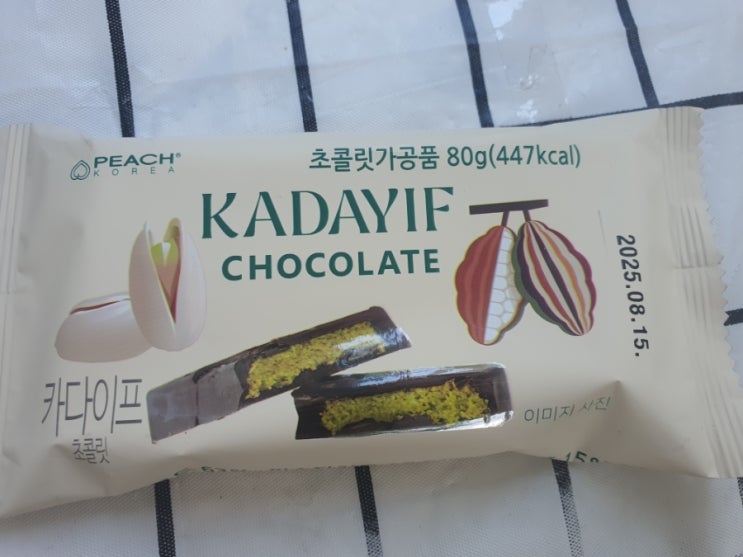 PEACH®
KOREA
초콜릿가공품 80g(447kcal)
KADAYIF
CHOCOLATE
2025.08.15.
카다이프
초콜릿
이미지 사진